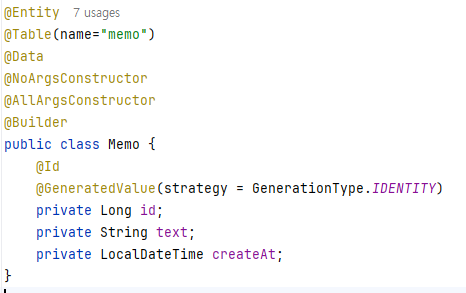 @Entity 7 usages
@Table(name="memo")
@Data
@NoArgsConstructor
@AllArgsConstructor
@Builder
public class Memo {
    @Id
    @GeneratedValue(strategy = GenerationType.IDENTITY)
    private Long id;
    private String text;
    private LocalDateTime createAt;
}